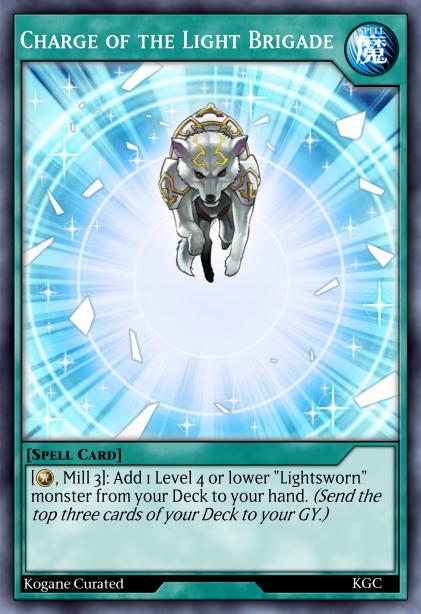 CHARGE OF THE LIGHT BRIGADE
SPELL
魔
[SPELL CARD]
[, Mill 3]: Add 1 Level 4 or lower "Lightsworn"
monster from your Deck to your hand. (Send the
top three cards of your Deck to your GY.)
Kogane Curated
KGC